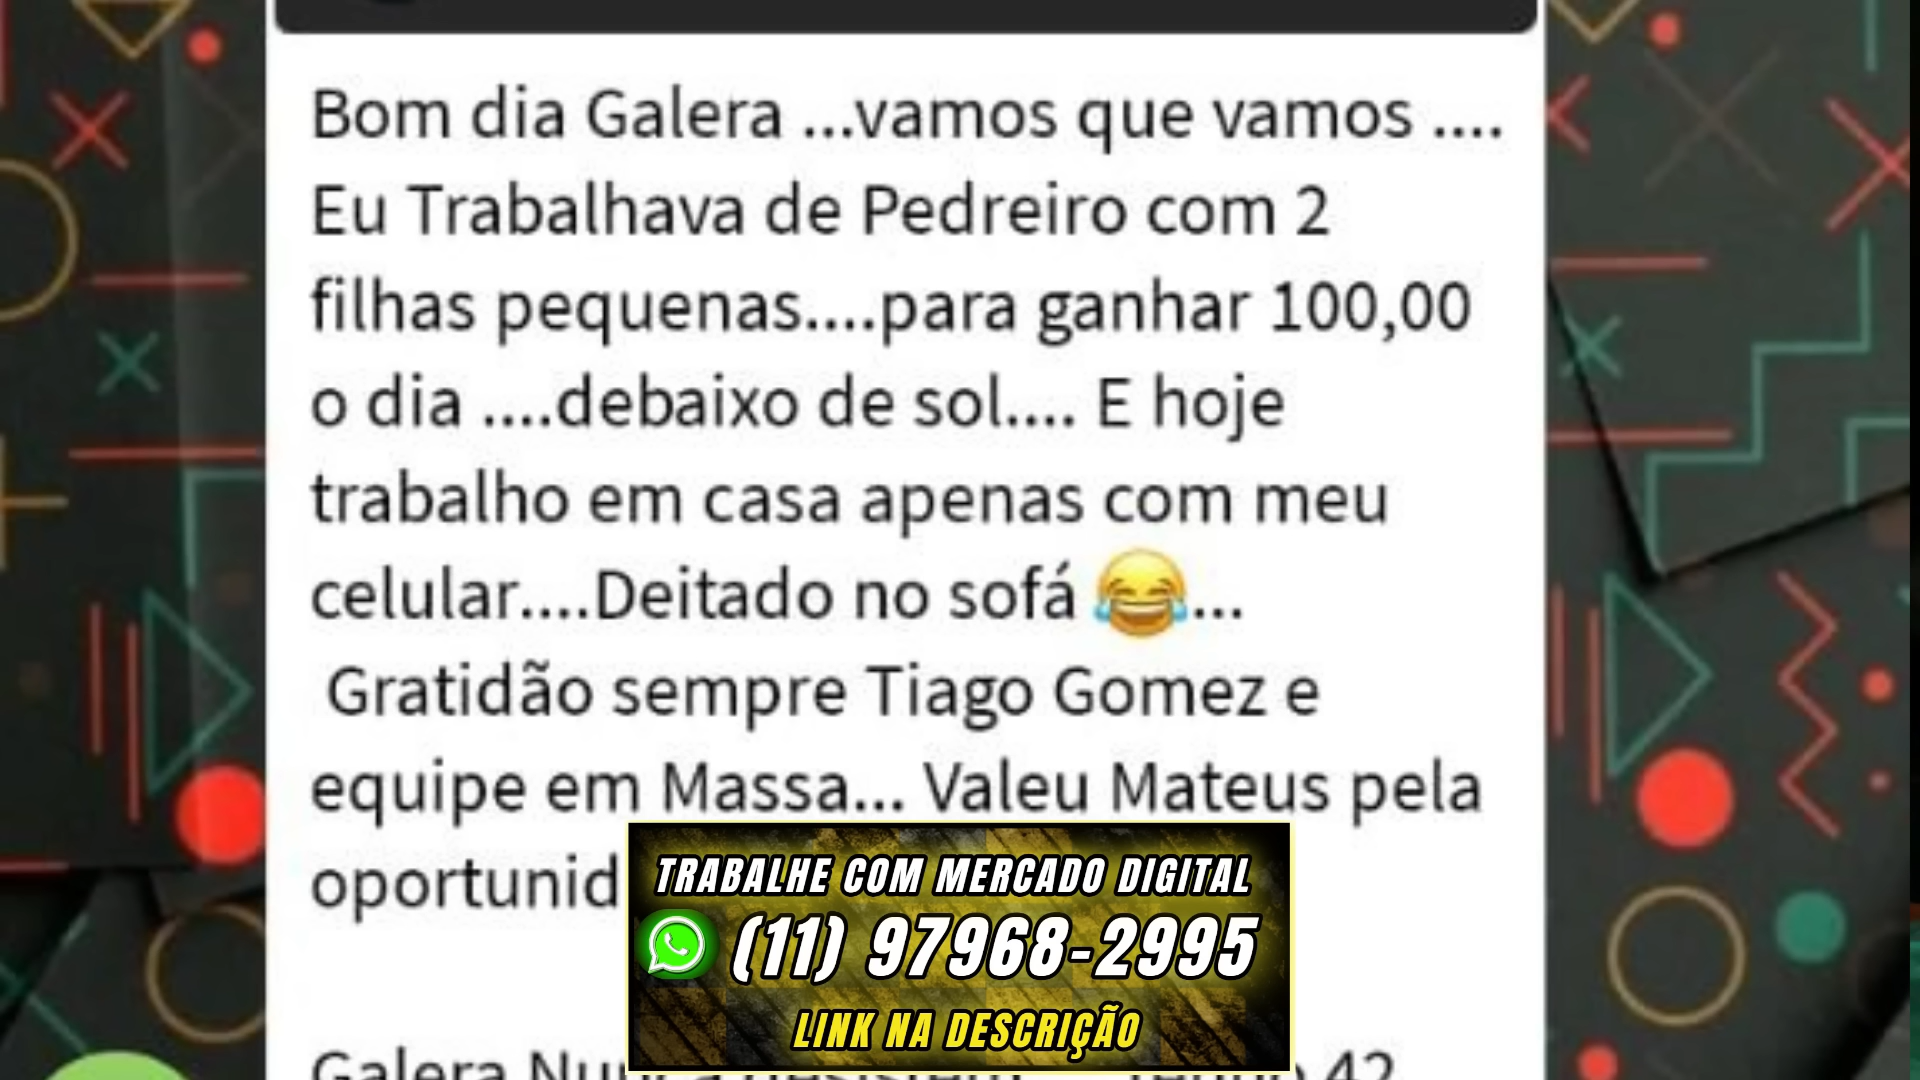 Bom dia Galera ...vamos que vamos ....
Eu Trabalhava de Pedreiro com 2
filhas pequenas....para ganhar 100,00
o dia ....debaixo de sol.... E hoje
trabalho em casa apenas com meu
celular....Deitado no sofá 😂...
Gratidão sempre Tiago Gomez e
equipe em Massa... Valeu Mateus pela
oportunid
TRABALHE COM MERCADO DIGITAL
(11) 97968-2995
LINK NA DESCRIÇÃO
Galera 42